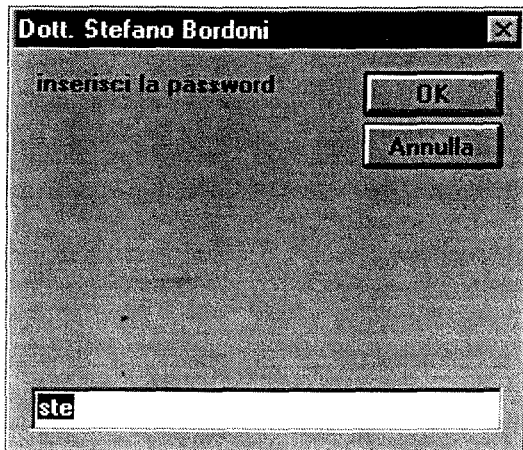 Dott. Stefano Bordoni
inserisci la password
OK
Annulla
ste